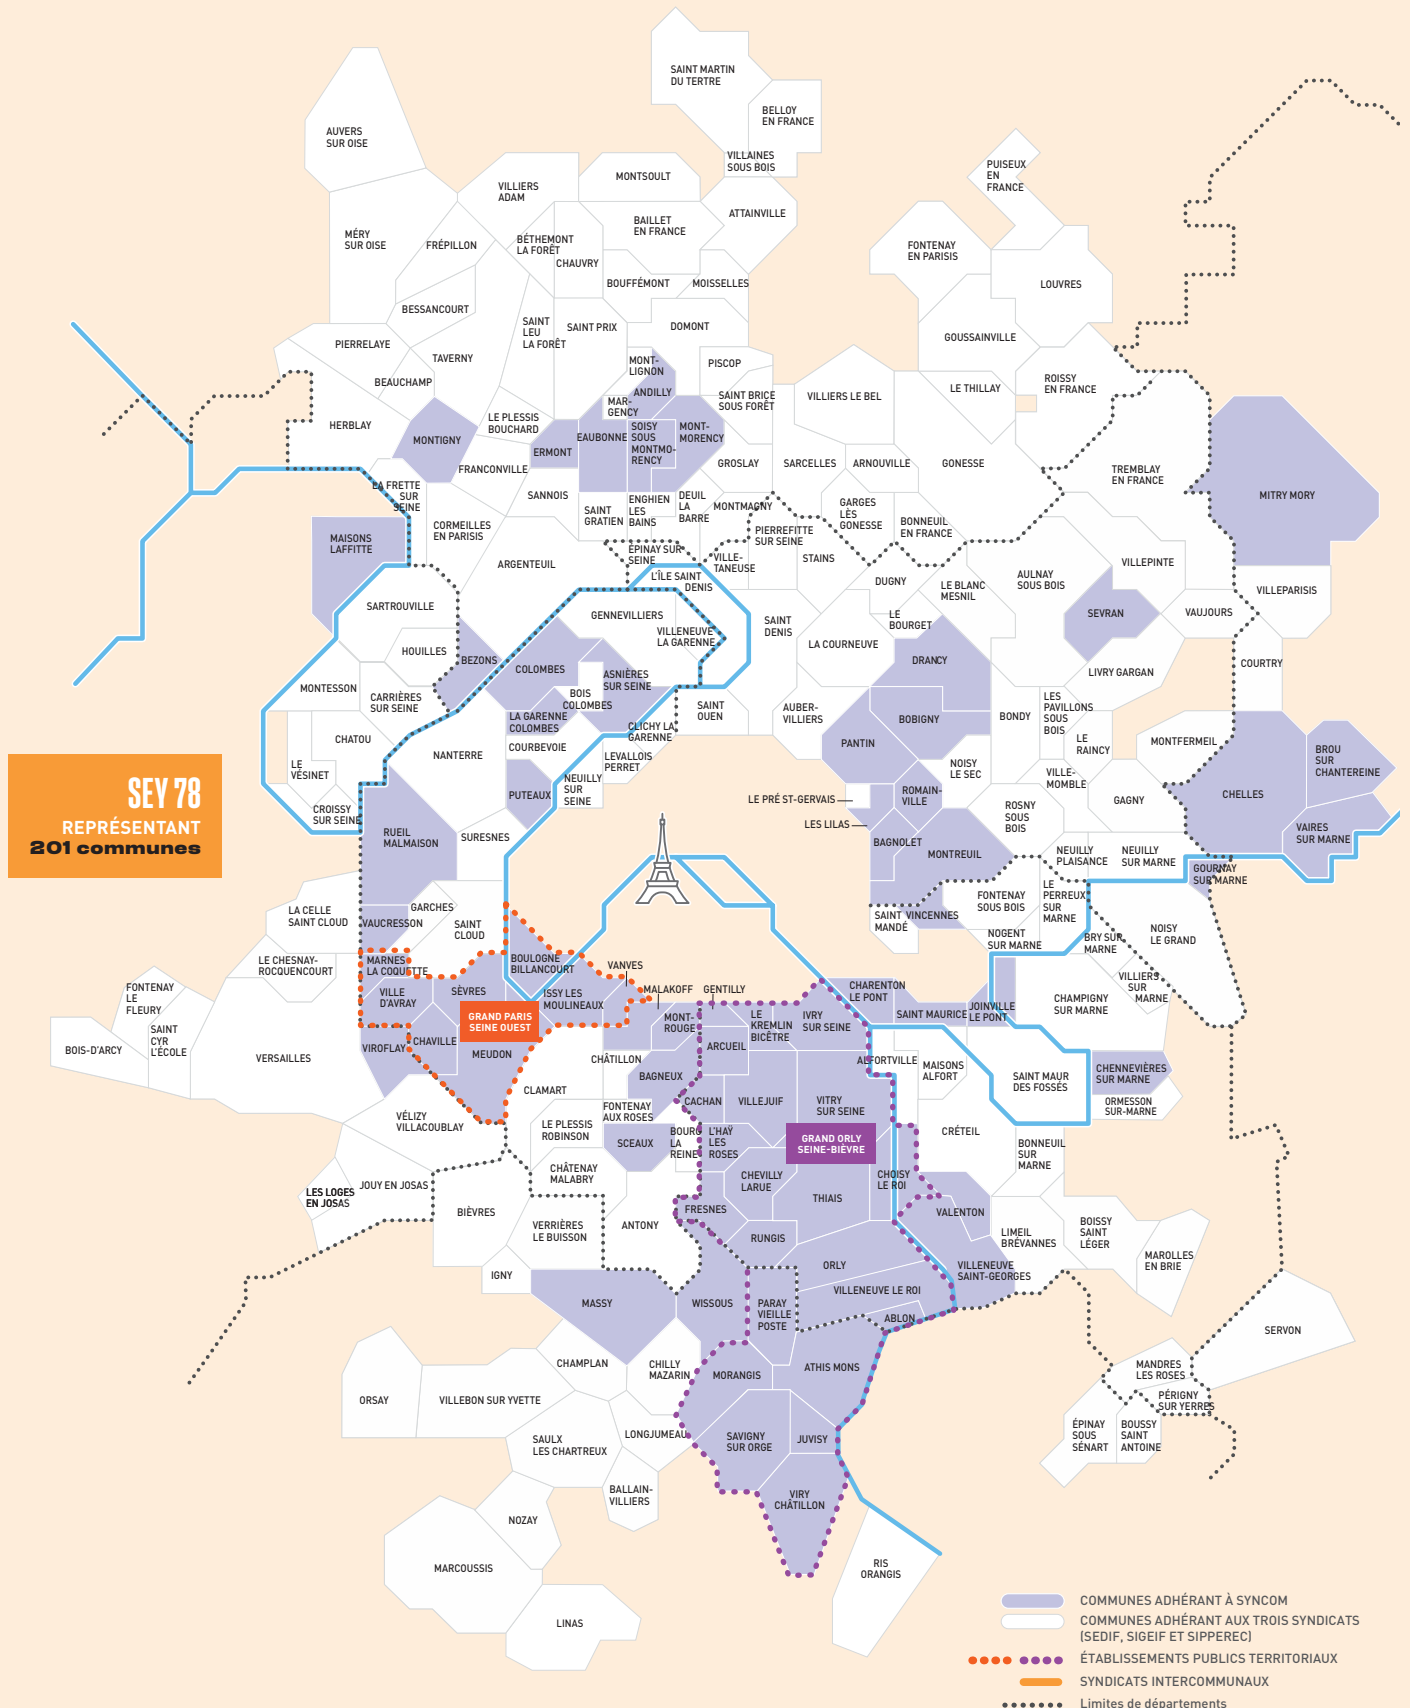 SAINT MARTIN
DU TERTRE
BELLOY
EN FRANCE
AUVERS
SUR OISE
VILLAINES
SOUS BOIS
PUISEUX
EN
FRANCE
MONTSOULT
VILLIERS
ADAM
ATTAINVILLE
BAILLET
EN FRANCE
MÉRY
SUR OISE
FRÉPILLON
BÉTHEMONT
LA FORÊT
CHAUVRY
FONTENAY
EN PARISIS
BOUFFÉMONT
MOISSELLES
LOUVRES
BESSANCOURT
SAINT
LEU
LA FORÊT
SAINT PRIX
DOMONT
GOUSSAINVILLE
PIERRELAYE
TAVERNY
MONT-
LIGNON
PISCOP
BEAUCHAMP
ANDILLY
SAINT BRICE
SOUS FORÊT
VILLIERS LE BEL
LE THILLAY
ROISSY
EN FRANCE
MAR-
GENCY
HERBLAY
LE PLESSIS
BOUCHARD
MONTIGNY
ERMONT
EAUBONNE
SOISY
SOUS
MONTMO-
RENCY
MONT-
MORENCY
FRANCONVILLE
GROSLAY
SARCELLES
ARNOUVILLE
GONESSE
TREMBLAY
EN FRANCE
MITRY MORY
LA FRETTE
SUR
SEINE
SANNOIS
SAINT
GRATIEN
ENGHIEN
LES
BAINS
DEUIL
LA
BARRE
MONTMAGNY
GARGES
LÈS
GONESSE
BONNEUIL
EN FRANCE
CORMEILLES
EN PARISIS
MAISONS
LAFFITTE
PIERREFITTE
SUR SEINE
ARGENTEUIL
ÉPINAY SUR
SEINE
VILLE-
TANEUSE
STAINS
VILLEPINTE
L'ÎLE SAINT
DENIS
DUGNY
LE BLANC
MESNIL
AULNAY
SOUS BOIS
VILLEPARISIS
SARTROUVILLE
GENNEVILLIERS
SAINT
DENIS
LE
BOURGET
SEVRAN
VAUJOURS
VILLENEUVE
LA GARENNE
LA COURNEUVE
HOUILLES
BEZONS
COLOMBES
DRANCY
COURTRY
ASNIÈRES
SUR SEINE
LIVRY GARGAN
MONTESSON
CARRIÈRES
SUR SEINE
BOIS
COLOMBES
SAINT
OUEN
AUBER-
VILLIERS
LES
PAVILLONS
SOUS
BOIS
LA GARENNE
COLOMBES
CLICHY LA
GARENNE
BOBIGNY
BONDY
CHATOU
COURBEVOIE
PANTIN
LE
RAINCY
MONTFERMEIL
BROU
SUR
CHANTEREINE
NANTERRE
LEVALLOIS
PERRET
LE
VÉSINET
NOISY
LE SEC
VILLE-
MOMBLE
SEY 78
REPRÉSENTANT
201 communes
NEUILLY
SUR
SEINE
PUTEAUX
LE PRÉ ST-GERVAIS
ROMAIN-
VILLE
GAGNY
CHELLES
CROISSY
SUR SEINE
ROSNY
SOUS
BOIS
LES LILAS
VAIRES
SUR MARNE
RUEIL
MALMAISON
SURESNES
BAGNOLET
MONTREUIL
NEUILLY
PLAISANCE
NEUILLY
SUR MARNE
GOURNAY
SUR MARNE
FONTENAY
SOUS BOIS
LE
PERREUX
SUR
MARNE
GARCHES
LA CELLE
SAINT CLOUD
VAUCRESSON
SAINT
CLOUD
SAINT
MANDÉ
VINCENNES
NOGENT
SUR MARNE
NOISY
LE GRAND
BRY SUR
MARNE
LE CHESNAY-
ROCQUENCOURT
MARNES
LA COQUETTE
BOULOGNE
BILLANCOURT
VANVES
VILLIERS
SUR
MARNE
FONTENAY
LE
FLEURY
VILLE
D'AVRAY
SÈVRES
ISSY LES
MOULINEAUX
MALAKOFF
GENTILLY
CHARENTON
LE PONT
SAINT MAURICE
JOINVILLE
LE PONT
CHAMPIGNY
SUR MARNE
GRAND PARIS
SEINE OUEST
MONT-
ROUGE
LE
KREMLIN
BICÊTRE
IVRY
SUR SEINE
SAINT
CYR
L'ÉCOLE
BOIS-D'ARCY
VERSAILLES
VIROFLAY
CHAVILLE
MEUDON
CHÂTILLON
ARCUEIL
ALFORTVILLE
MAISONS
ALFORT
SAINT MAUR
DES FOSSÉS
CHENNEVIÈRES
SUR MARNE
BAGNEUX
CLAMART
CACHAN
VILLEJUIF
VITRY
SUR SEINE
ORMESSON
SUR-MARNE
FONTENAY
AUX ROSES
VÉLIZY
VILLACOUBLAY
LE PLESSIS
ROBINSON
SCEAUX
BOURG
LA
REINE
L'HAŸ
LES
ROSES
GRAND ORLY
SEINE-BIÈVRE
CRÉTEIL
BONNEUIL
SUR
MARNE
CHÂTENAY
MALABRY
CHEVILLY
LARUE
CHOISY
LE ROI
JOUY EN JOSAS
LES LOGES
EN JOSAS
THIAIS
BIÈVRES
FRESNES
VALENTON
ANTONY
VERRIÈRES
LE BUISSON
RUNGIS
LIMEIL
BRÉVANNES
BOISSY
SAINT
LÉGER
MAROLLES
EN BRIE
IGNY
ORLY
VILLENEUVE
SAINT-GEORGES
VILLENEUVE LE ROI
MASSY
WISSOUS
PARAY
VIEILLE
POSTE
ABLON
SERVON
CHAMPLAN
CHILLY
MAZARIN
MORANGIS
ATHIS MONS
MANDRES
LES ROSES
ORSAY
VILLEBON SUR YVETTE
PÉRIGNY
SUR YERRES
LONGJUMEAU
SAVIGNY
SUR ORGE
JUVISY
ÉPINAY
SOUS
SÉNART
BOUSSY
SAINT
ANTOINE
SAULX
LES CHARTREUX
BALLAIN-
VILLIERS
VIRY
CHÂTILLON
NOZAY
MARCOUSSIS
RIS
ORANGIS
LINAS
COMMUNES ADHÉRANT À SYNCOM
COMMUNES ADHÉRANT AUX TROIS SYNDICATS
(SEDIF, SIGEIF ET SIPPEREC)
ÉTABLISSEMENTS PUBLICS TERRITORIAUX
SYNDICATS INTERCOMMUNAUX
Limites de départements